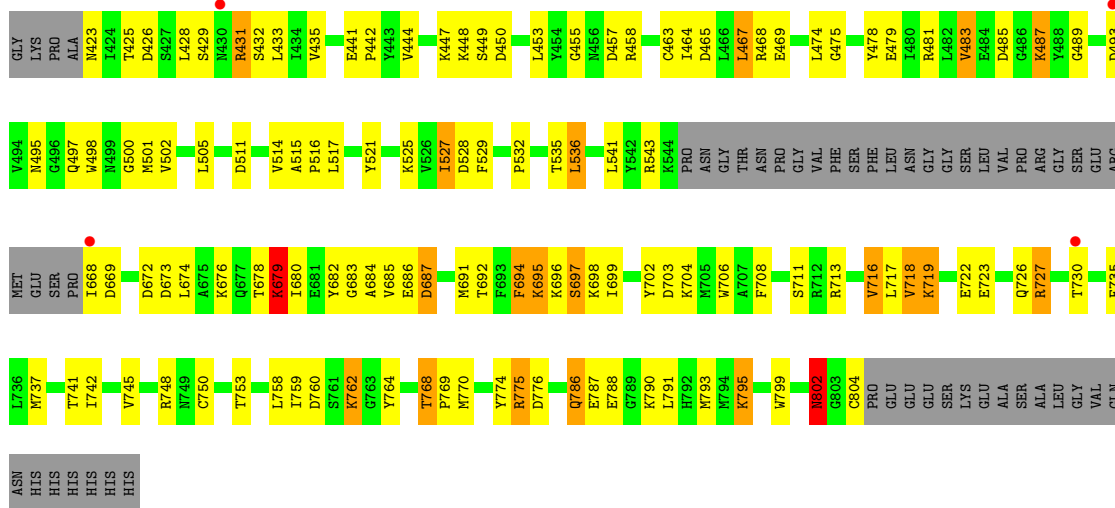 GLY LYS PRO ALA N423 I424 T425 D426 S427 L428 S429 N430 R431 S432 L433 I434 V435 E441 P442 Y443 V444 K447 K448 S449 D450 L453 Y454 G455 N456 D457 R458 C463 I464 D465 L466 L467 R468 E469 L474 G475 Y478 E479 I480 R481 L482 V483 E484 D485 G486 K487 Y488 G489
V494 N495 G496 Q497 W498 N499 G500 M501 V502 L505 D511 V514 A515 P516 L517 Y521 K525 V526 I527 D528 F529 P532 T535 L536 L541 Y542 R543 K544 PRO ASN GLY THR ASN PRO GLY VAL PHE SER PHE LEU ASN GLY GLY SER LEU VAL PRO ARG GLY SER GLU ARG
MET GLU SER PRO I668 D669 D672 D673 L674 A675 K676 Q677 T678 K679 I680 E681 Y682 G683 A684 V685 E686 D687 M691 T692 F693 F694 K695 K696 S697 K698 I699 Y702 D703 K704 M705 W706 A707 F708 S711 R712 R713 V716 L717 V718 K719 E722 E723 Q726 R727 T730
L736 M737 T741 I742 V745 R748 N749 C750 T753 L758 I759 D760 S761 K762 G763 Y764 T768 P769 M770 Y774 R775 D776 Q786 E787 E788 G789 K790 L791 H792 M793 M794 K795 W799 N802 G803 C804 PRO GLU GLU GLU SER LYS GLU ALA SER ALA LEU GLY VAL GLN
ASN HIS HIS HIS HIS HIS HIS